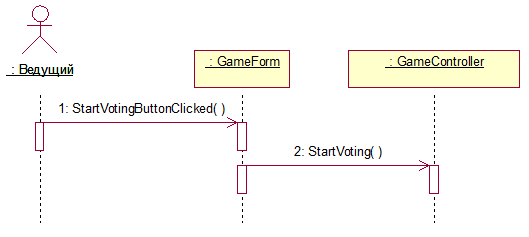 : Ведущий
: GameForm
: GameController
1: StartVotingButtonClicked( )
2: StartVoting( )